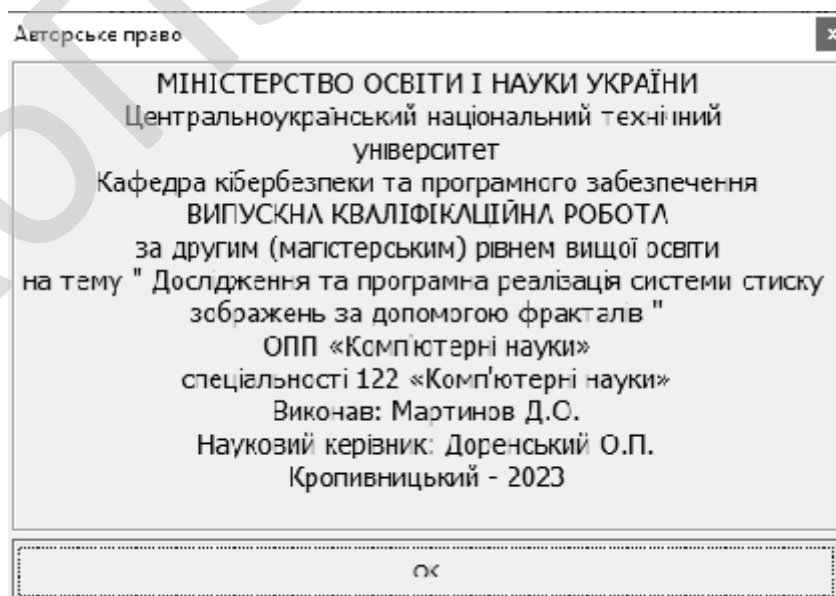 Авторське право
x
МІНІСТЕРСТВО ОСВІТИ І НАУКИ УКРАЇНИ
Центральноукраїнський національний технічний
університет
Кафедра кібербезпеки та програмного забезпечення
ВИПУСКНА КВАЛІФІКАЦІЙНА РОБОТА
за другим (магістерським) рівнем вищої освіти
на тему " Дослідження та програмна реалізація системи стиску
зображень за допомогою фракталів "
ОПП «Комп'ютерні науки»
спеціальності 122 «Комп'ютерні науки»
Виконав: Мартинов Д.О.
Науковий керівник: Доренський О.П.
Кропивницький - 2023
OK